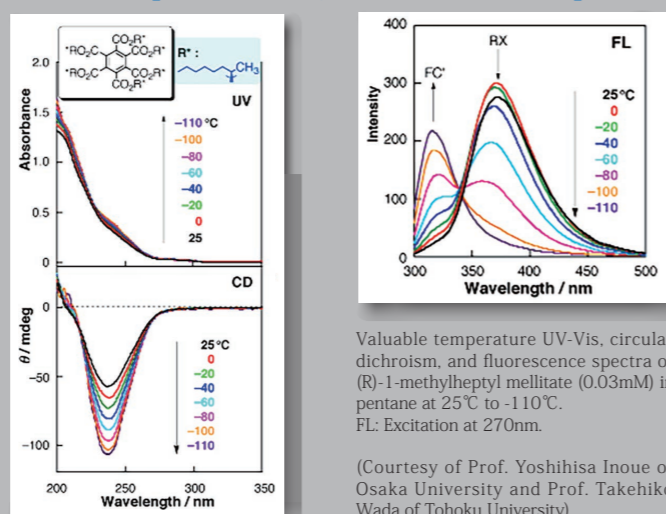 *RO₂C CO₂R*
*RO₂C CO₂R*
*RO₂C CO₂R*
R* :
CH₃
*
UV
Absorbance
2.0
1.5
1.0
0.5
0
−110 °C
−100
−80
−60
−40
−20
0
25
CD
θ / mdeg
0
−50
−100
25°C
0
−20
−40
−60
−80
−100
−110
200 250 300 350
Wavelength / nm
FL
400
300
200
100
0
Intensity
FC*
RX
25°C
0
−20
−40
−60
−80
−100
−110
300 350 400 450 500
Wavelength / nm
Valuable temperature UV-Vis, circula
dichroism, and fluorescence spectra o
(R)-1-methylheptyl mellitate (0.03mM) i
pentane at 25℃ to -110℃.
FL: Excitation at 270nm.
(Courtesy of Prof. Yoshihisa Inoue o
Osaka University and Prof. Takehik
Wada of Tohoku University)